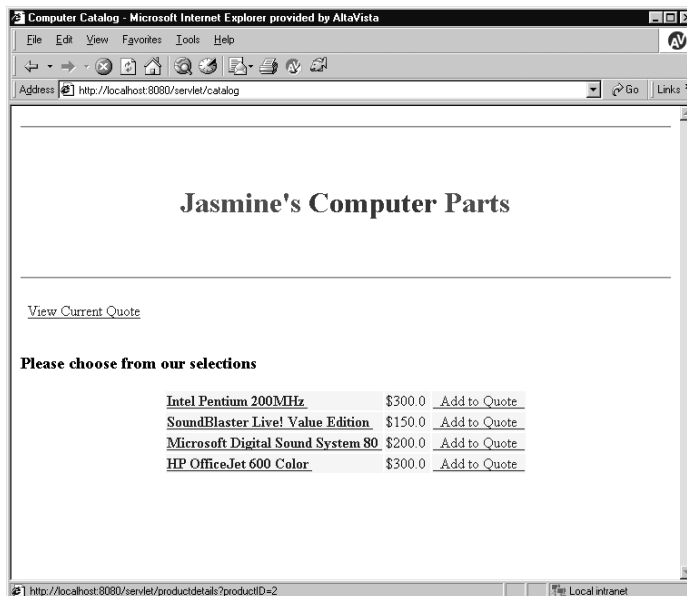 Computer Catalog - Microsoft Internet Explorer provided by AltaVista
File Edit View Favorites Tools Help
AV
Address http://localhost:8080/servlet/catalog Go Links
Jasmine's Computer Parts
View Current Quote
Please choose from our selections
Intel Pentium 200MHz $300.0 Add to Quote
SoundBlaster Live! Value Edition $150.0 Add to Quote
Microsoft Digital Sound System 80 $200.0 Add to Quote
HP OfficeJet 600 Color $300.0 Add to Quote
http://localhost:8080/servlet/productdetails?productID=2 Local intranet